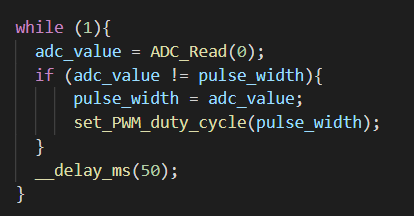 while (1){
  adc_value = ADC_Read(0);
  if (adc_value != pulse_width){
      pulse_width = adc_value;
      set_PWM_duty_cycle(pulse_width);
  }
  __delay_ms(50);
}